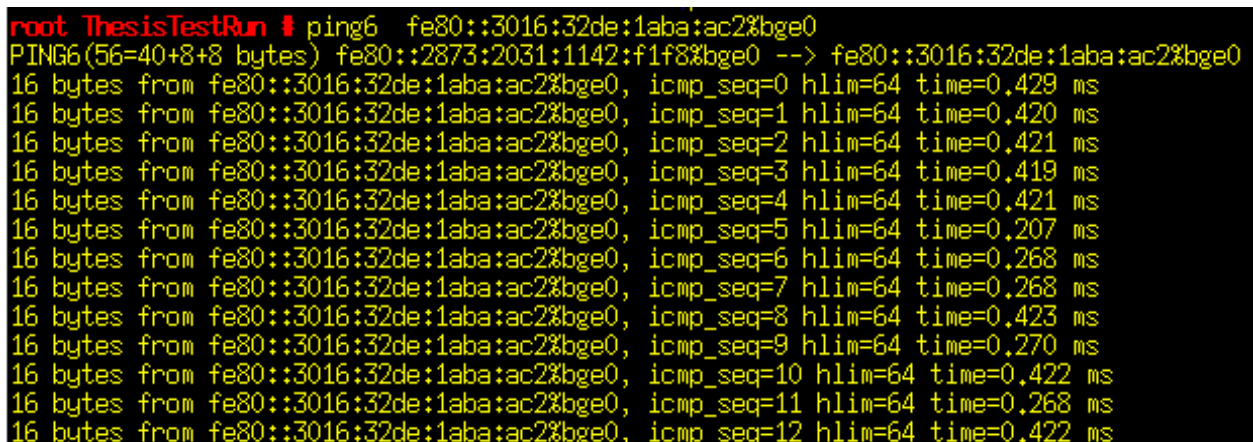 root ThesisTestRun # ping6  fe80::3016:32de:1aba:ac2%bge0
PING6(56=40+8+8 bytes) fe80::2873:2031:1142:f1f8%bge0 --> fe80::3016:32de:1aba:ac2%bge0
16 bytes from fe80::3016:32de:1aba:ac2%bge0, icmp_seq=0 hlim=64 time=0.429 ms
16 bytes from fe80::3016:32de:1aba:ac2%bge0, icmp_seq=1 hlim=64 time=0.420 ms
16 bytes from fe80::3016:32de:1aba:ac2%bge0, icmp_seq=2 hlim=64 time=0.421 ms
16 bytes from fe80::3016:32de:1aba:ac2%bge0, icmp_seq=3 hlim=64 time=0.419 ms
16 bytes from fe80::3016:32de:1aba:ac2%bge0, icmp_seq=4 hlim=64 time=0.421 ms
16 bytes from fe80::3016:32de:1aba:ac2%bge0, icmp_seq=5 hlim=64 time=0.207 ms
16 bytes from fe80::3016:32de:1aba:ac2%bge0, icmp_seq=6 hlim=64 time=0.268 ms
16 bytes from fe80::3016:32de:1aba:ac2%bge0, icmp_seq=7 hlim=64 time=0.268 ms
16 bytes from fe80::3016:32de:1aba:ac2%bge0, icmp_seq=8 hlim=64 time=0.423 ms
16 bytes from fe80::3016:32de:1aba:ac2%bge0, icmp_seq=9 hlim=64 time=0.270 ms
16 bytes from fe80::3016:32de:1aba:ac2%bge0, icmp_seq=10 hlim=64 time=0.422 ms
16 bytes from fe80::3016:32de:1aba:ac2%bge0, icmp_seq=11 hlim=64 time=0.268 ms
16 bytes from fe80::3016:32de:1aba:ac2%bge0, icmp_seq=12 hlim=64 time=0.422 ms